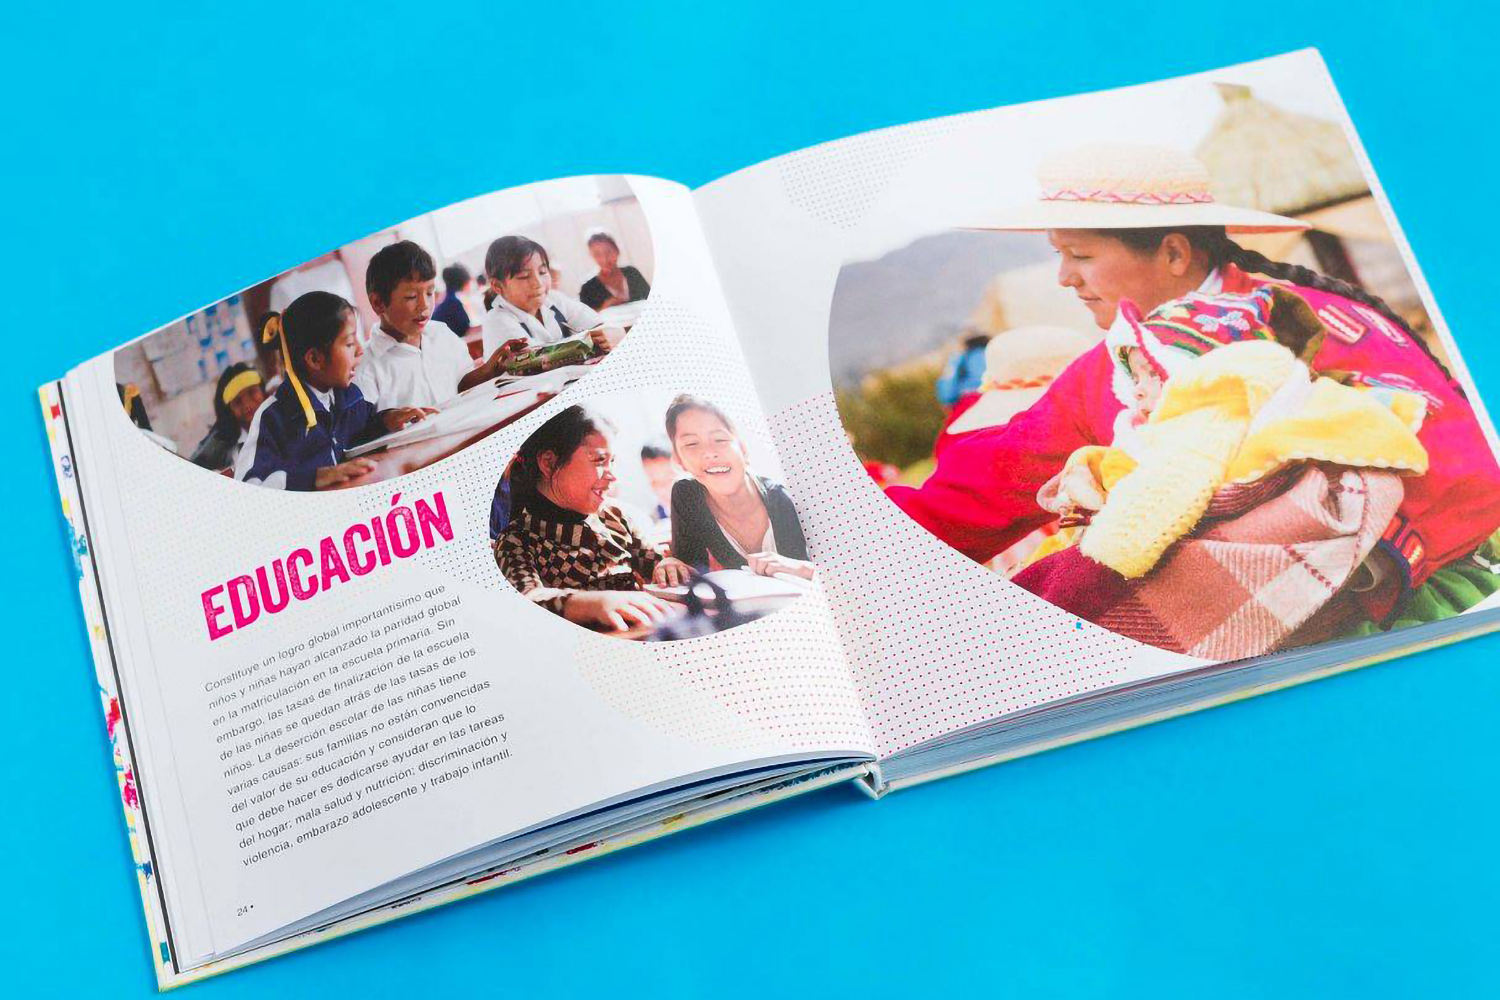 EDUCACIÓN
Constituye un logro global importantísimo que
niños y niñas hayan alcanzado la paridad global
en la matriculación en la escuela primaria. Sin
embargo, las tasas de finalización de la escuela
de las niñas se quedan atrás de las tasas de los
niños. La deserción escolar de las niñas tiene
varias causas: sus familias no están convencidas
del valor de su educación y consideran que lo
que debe hacer es dedicarse ayudar en las tareas
del hogar; mala salud y nutrición; discriminación y
violencia, embarazo adolescente y trabajo infantil.
24 •